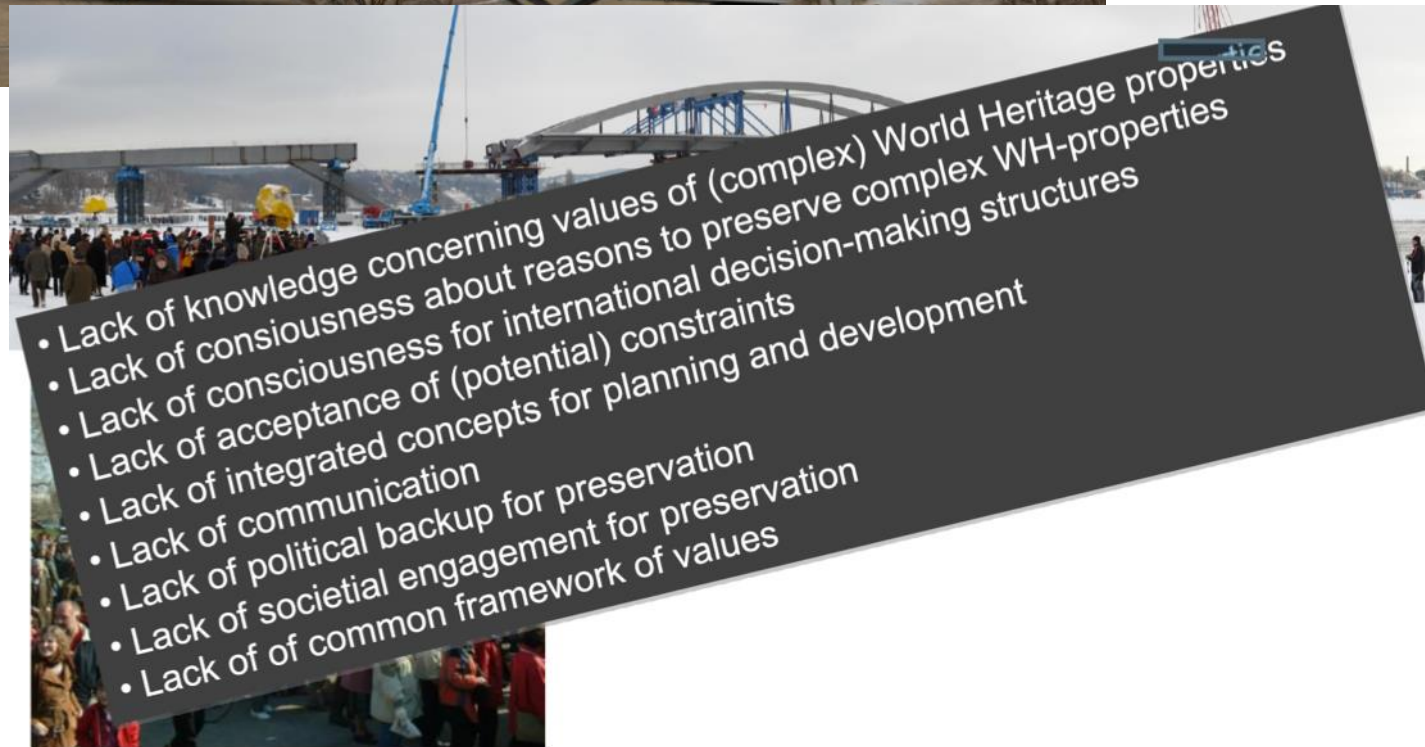 • Lack of knowledge concerning values of (complex) World Heritage properties
• Lack of consiousness about reasons to preserve complex WH-properties
• Lack of consciousness for international decision-making structures
• Lack of acceptance of (potential) constraints
• Lack of integrated concepts for planning and development
• Lack of communication
• Lack of political backup for preservation
• Lack of societial engagement for preservation
• Lack of of common framework of values